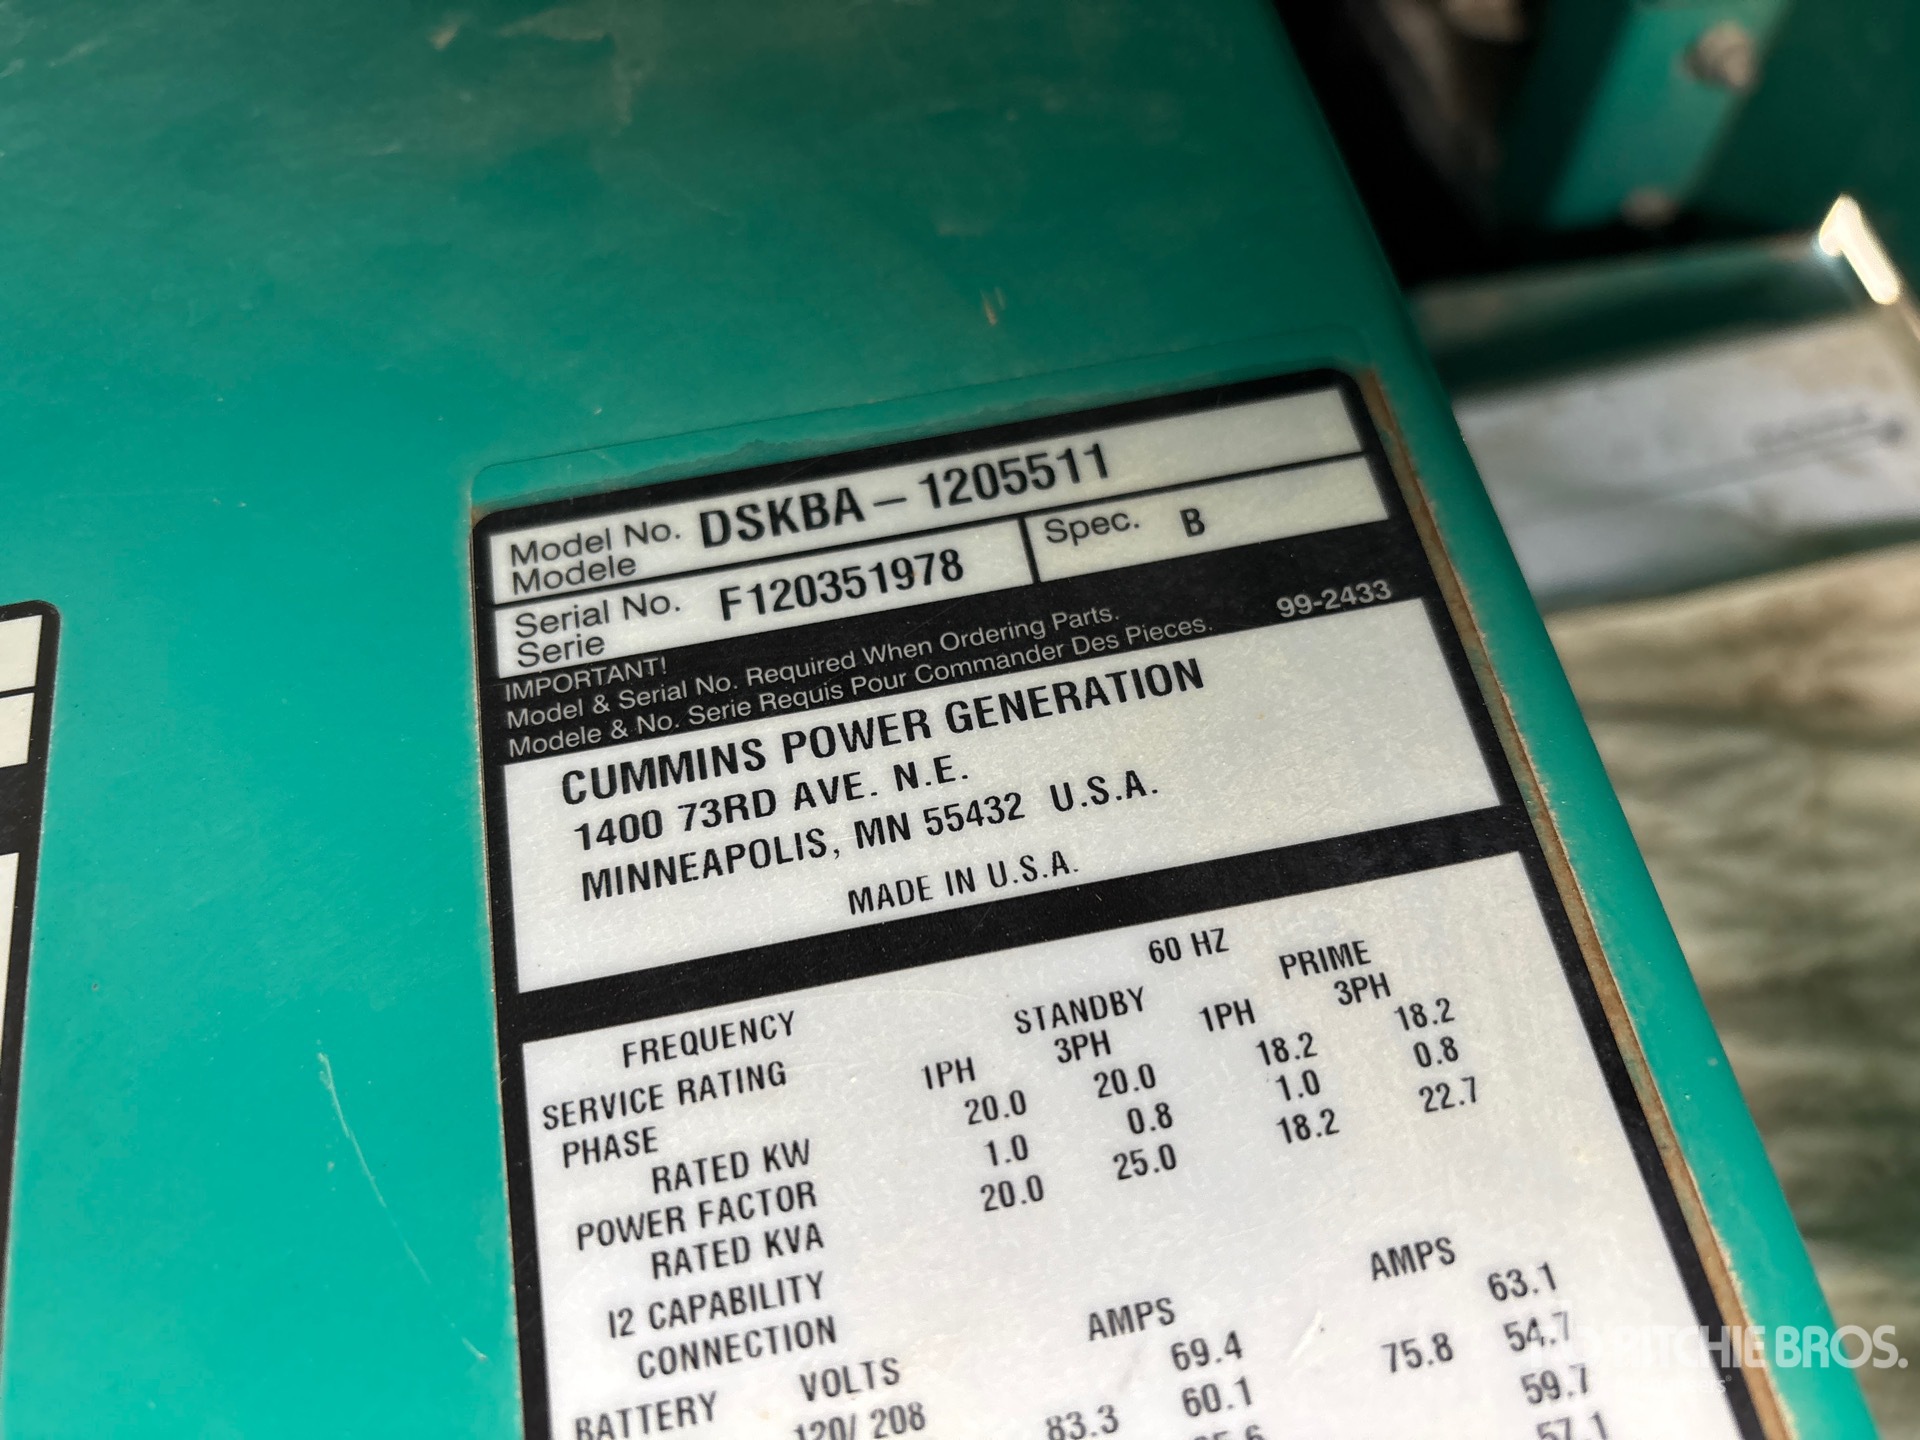 Model No. DSKBA – 1205511
Modele
Serial No. F120351978 Spec. B
Serie
IMPORTANT! 99-2433
Model & Serial No. Required When Ordering Parts.
Modele & No. Serie Requis Pour Commander Des Pieces.
CUMMINS POWER GENERATION
1400 73RD AVE. N.E.
MINNEAPOLIS, MN 55432 U.S.A.
MADE IN U.S.A.
FREQUENCY 60 HZ
SERVICE RATING STANDBY PRIME
PHASE 1PH 3PH 1PH 3PH
RATED KW 20.0 20.0 18.2 18.2
POWER FACTOR 1.0 0.8 1.0 0.8
RATED KVA 20.0 25.0 18.2 22.7
I2 CAPABILITY
CONNECTION
BATTERY VOLTS AMPS AMPS
120/ 208 69.4 63.1
83.3 60.1 75.8 54.7
59.7
57.1
RITCHIE BROS.